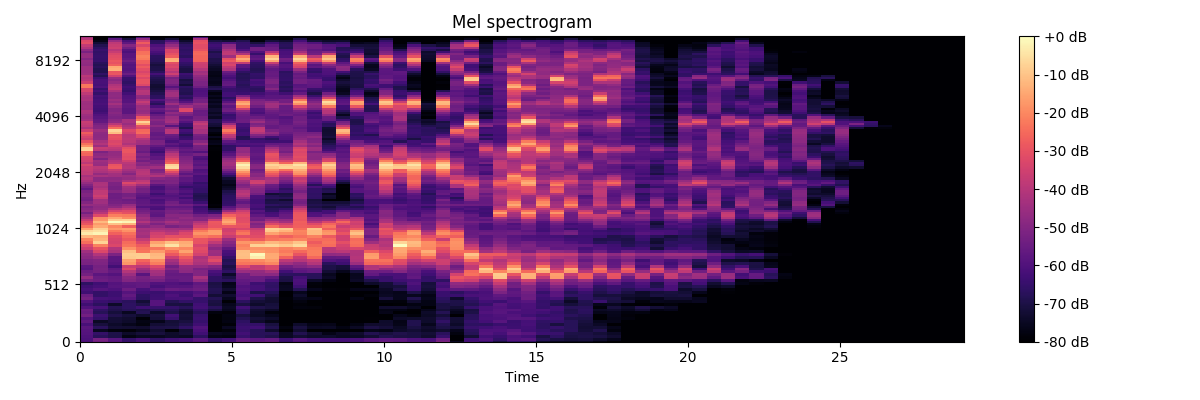 Mel spectrogram
8192
4096
2048
1024
512
0
Hz
0 5 10 15 20 25
Time
+0 dB
-10 dB
-20 dB
-30 dB
-40 dB
-50 dB
-60 dB
-70 dB
-80 dB